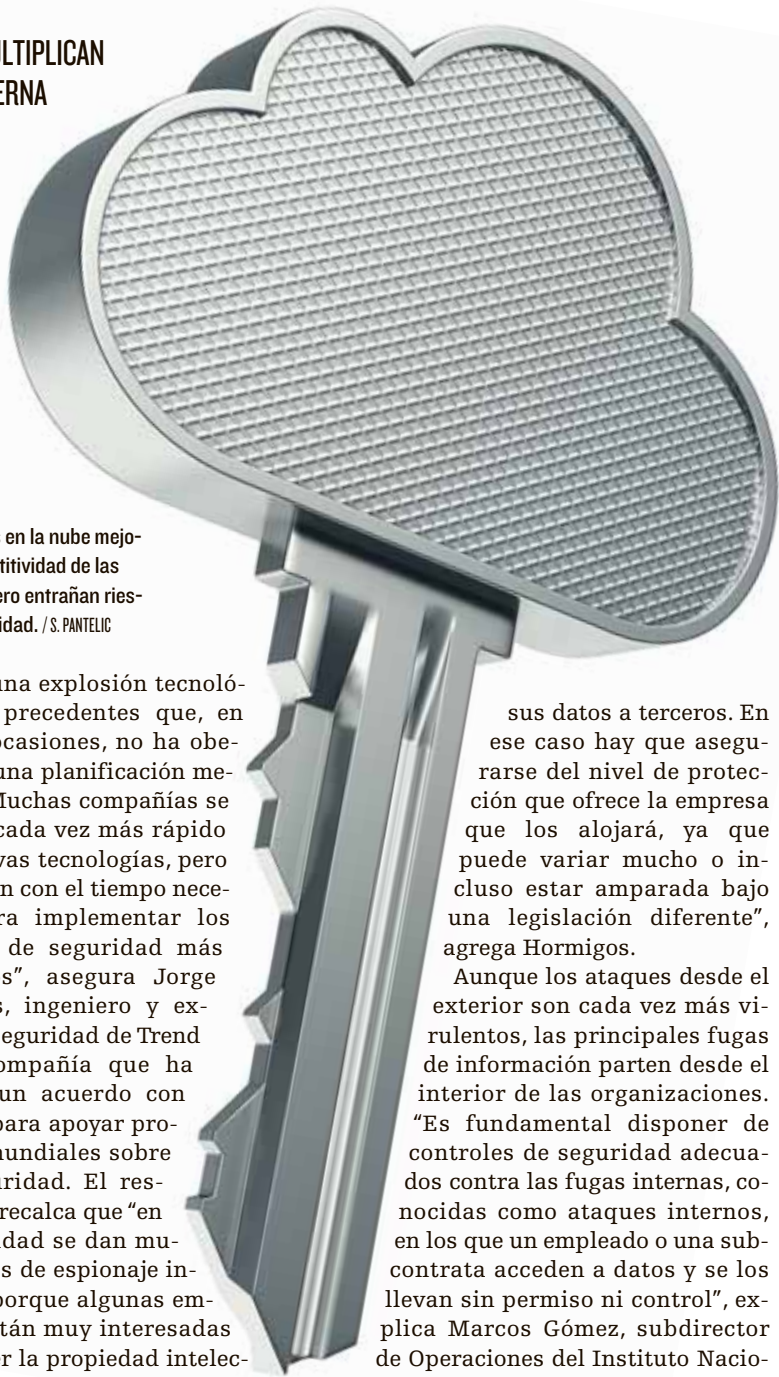 LTIPLICAN
ERNA
en la nube mejo-
titividad de las
ero entrañan ries-
idad. / S. PANTELIC
una explosión tecnoló-
precedentes que, en
ocasiones, no ha obe-
una planificación me-
Muchas compañías se
cada vez más rápido
vas tecnologías, pero
n con el tiempo nece-
ra implementar los
de seguridad más
os”, asegura Jorge
s, ingeniero y ex-
eguridad de Trend
ompañía que ha
un acuerdo con
para apoyar pro-
mundiales sobre
uridad. El res-
recalca que “en
idad se dan mu-
s de espionaje in-
porque algunas em-
tán muy interesadas
er la propiedad intelec-
sus datos a terceros. En
ese caso hay que asegu-
rarse del nivel de protec-
ción que ofrece la empresa
que los alojará, ya que
puede variar mucho o in-
cluso estar amparada bajo
una legislación diferente”,
agrega Hormigos.
Aunque los ataques desde el
exterior son cada vez más vi-
rulentos, las principales fugas
de información parten desde el
interior de las organizaciones.
“Es fundamental disponer de
controles de seguridad adecua-
dos contra las fugas internas, co-
nocidas como ataques internos,
en los que un empleado o una sub-
contrata acceden a datos y se los
llevan sin permiso ni control”, ex-
plica Marcos Gómez, subdirector
de Operaciones del Instituto Nacio-